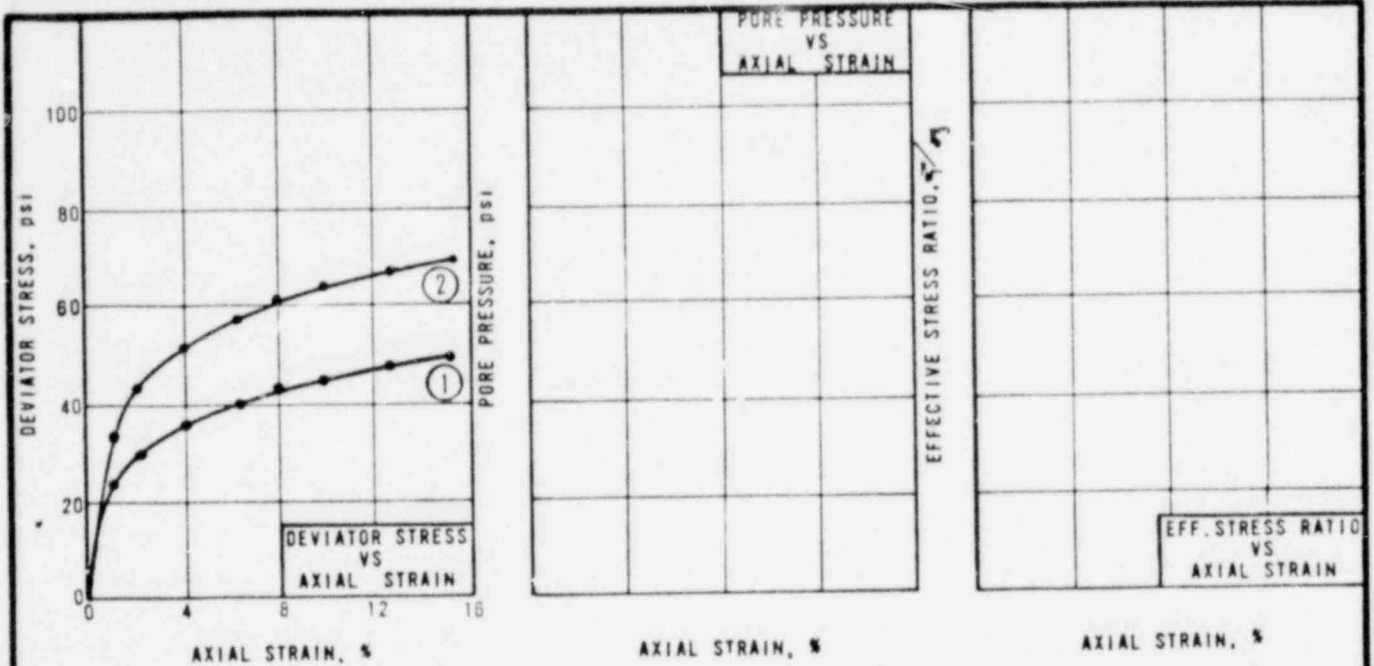 DEVIATOR STRESS, psi
100
80
60
40
20
0
0 4 8 12 16
2
1
DEVIATOR STRESS
VS
AXIAL STRAIN
AXIAL STRAIN, %
PORE PRESSURE, psi
PORE PRESSURE
VS
AXIAL STRAIN
AXIAL STRAIN, %
EFFECTIVE STRESS RATIO,
EFF. STRESS RATIO
VS
AXIAL STRAIN
AXIAL STRAIN, %